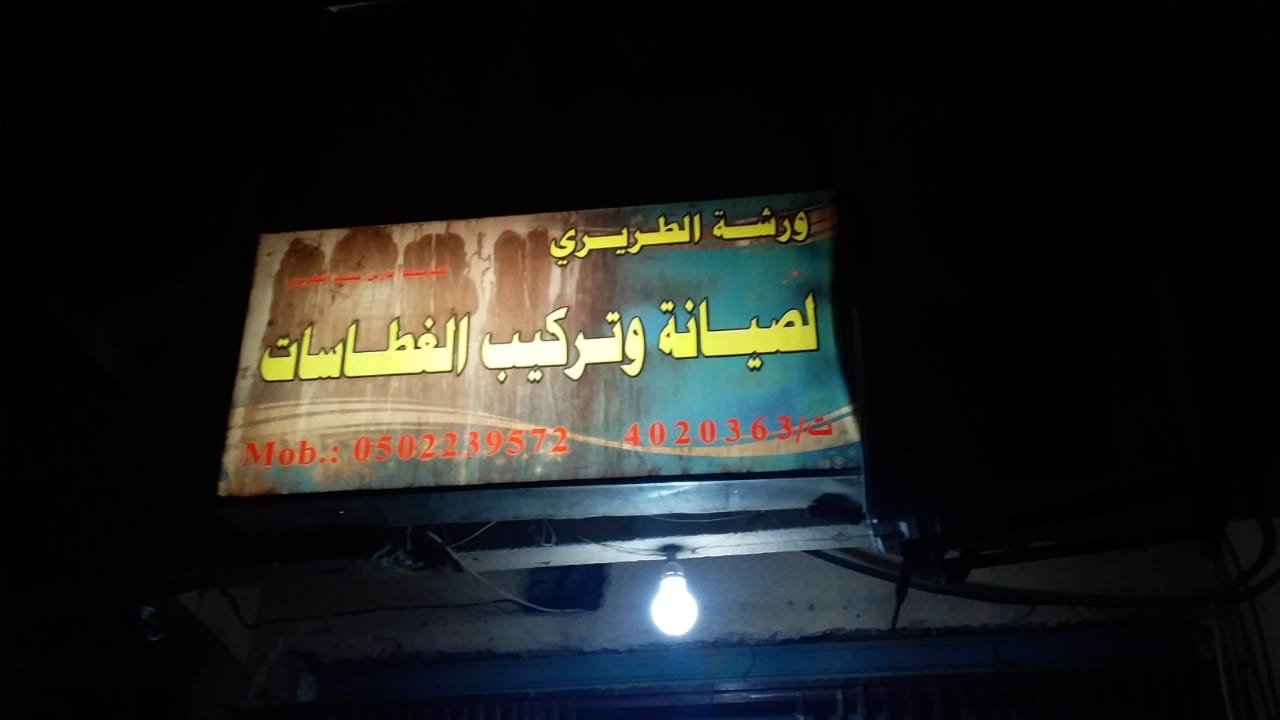 ورشة الطريري
لصيانة وتركيب الغطاسات
ت/4020363
Mob.: 0502239572